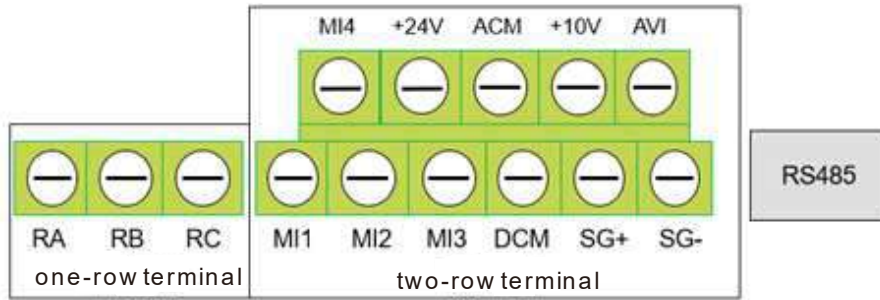 MI4 +24V ACM +10V AVI
RS485
RA RB RC MI1 MI2 MI3 DCM SG+ SG-
one-row terminal two-row terminal